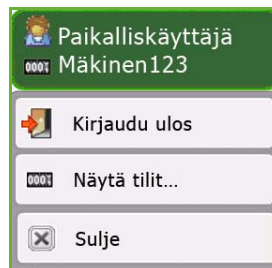 Paikalliskäyttäjä
Mäkinen123
Kirjaudu ulos
Näytä tilit...
Sulje